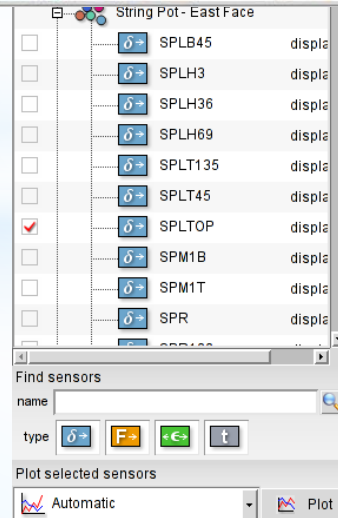 String Pot - East Face
δ→ SPLB45 displa
δ→ SPLH3 displa
δ→ SPLH36 displa
δ→ SPLH69 displa
δ→ SPLT135 displa
δ→ SPLT45 displa
δ→ SPLTOP displa
δ→ SPM1B displa
δ→ SPM1T displa
δ→ SPR displa
Find sensors
name
type δ→ F→ ←Є→ t
Plot selected sensors
Automatic Plot